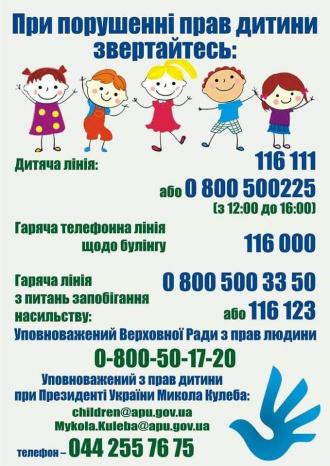 При порушенні прав дитини
звертайтесь:
Дитяча лінія: 116 111
або 0 800 500225
(з 12:00 до 16:00)
Гаряча телефонна лінія
щодо булінгу 116 000
Гаряча лінія 0 800 500 33 50
з питань запобігання
насильству: або 116 123
Уповноважений Верховної Ради з прав людини
0-800-50-17-20
Уповноважений з прав дитини
при Президенті України Микола Кулеба:
children@apu.gov.ua
Mykola.Kuleba@apu.gov.ua
телефон – 044 255 76 75